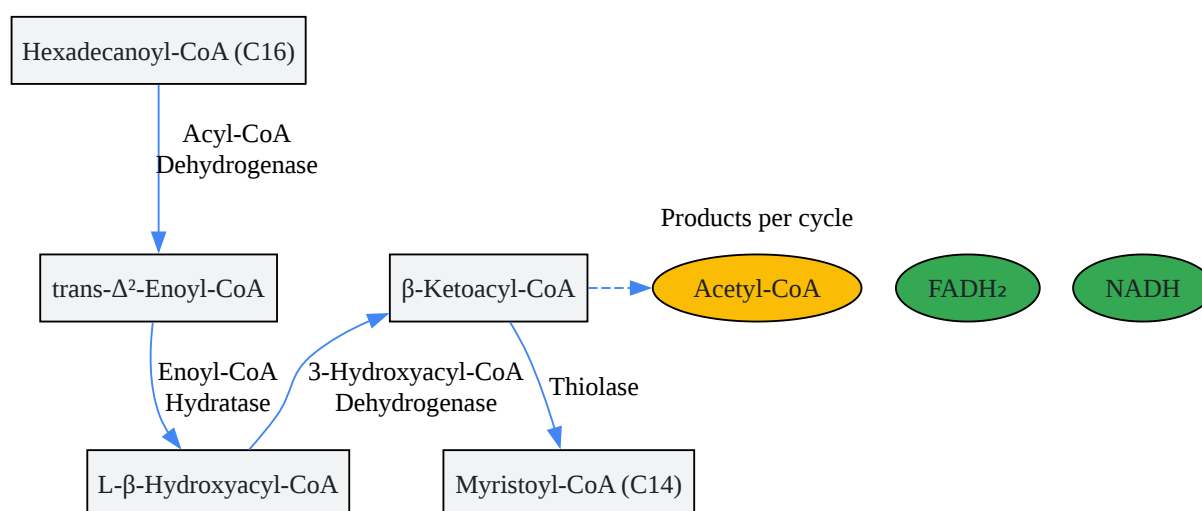 Hexadecanoyl-CoA (C16)
Acyl-CoA
Dehydrogenase
Products per cycle
trans-Δ²-Enoyl-CoA
β-Ketoacyl-CoA
Acetyl-CoA
FADH₂
NADH
Enoyl-CoA
Hydratase
3-Hydroxyacyl-CoA
Dehydrogenase
Thiolase
L-β-Hydroxyacyl-CoA
Myristoyl-CoA (C14)